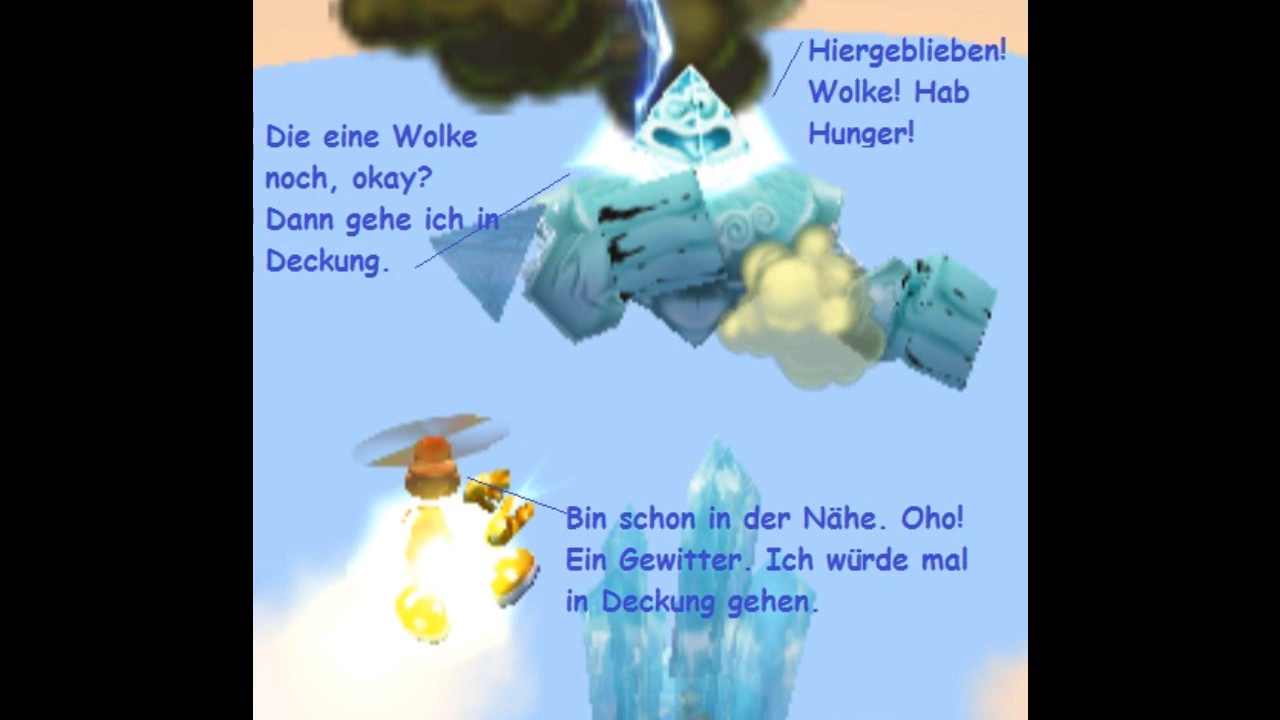 Hiergeblieben!
Wolke! Hab
Hunger!
Die eine Wolke
noch, okay?
Dann gehe ich in
Deckung.
Bin schon in der Nähe. Oho!
Ein Gewitter. Ich würde mal
in Deckung gehen.